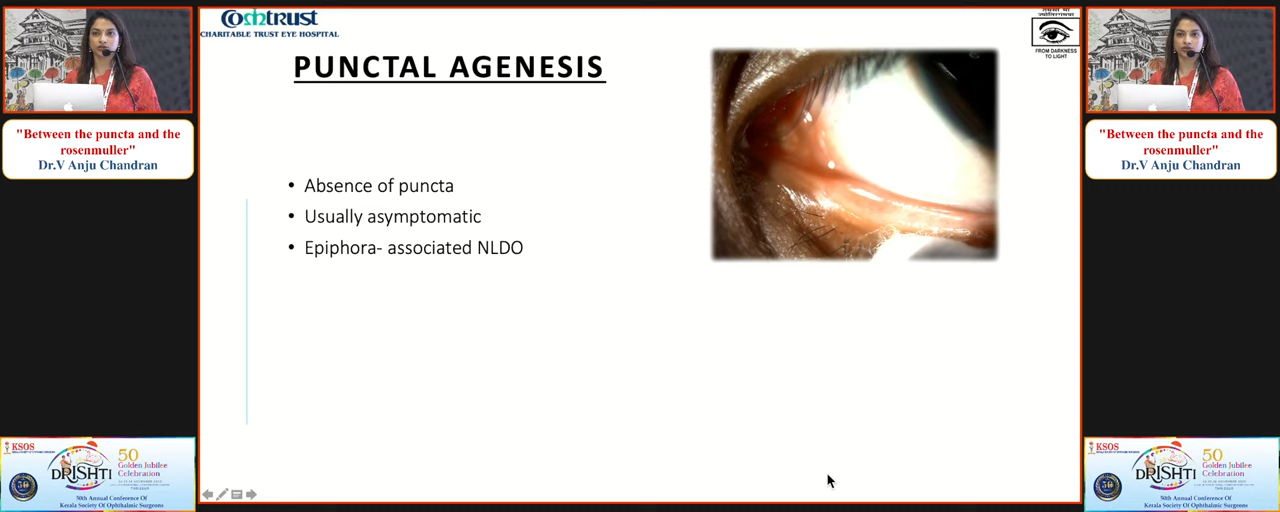 Comtrust
CHARITABLE TRUST EYE HOSPITAL
FROM DARKNESS
TO LIGHT
PUNCTAL AGENESIS
• Absence of puncta
• Usually asymptomatic
• Epiphora- associated NLDO
"Between the puncta and the
rosenmuller"
Dr.V Anju Chandran
"Between the puncta and the
rosenmuller"
Dr.V Anju Chandran
KSOS
DRISHTI
50
Golden Jubilee
Celebration
50th Annual Conference Of
Kerala Society Of Ophthalmic Surgeons
KSOS
DRISHTI
50
Golden Jubilee
Celebration
50th Annual Conference Of
Kerala Society Of Ophthalmic Surgeons